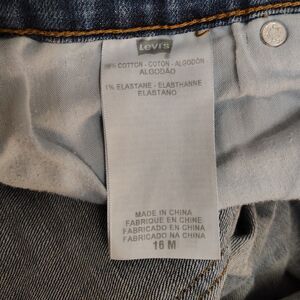 Levi's
99% COTTON - COTON - ALGODÓN
ALGODÃO
1% ELASTANE - ELASTHANNE
ELASTANO
MADE IN CHINA
FABRIQUE EN CHINE
FABRICADO EN CHINA
FABRICADO NA CHINA
16 M